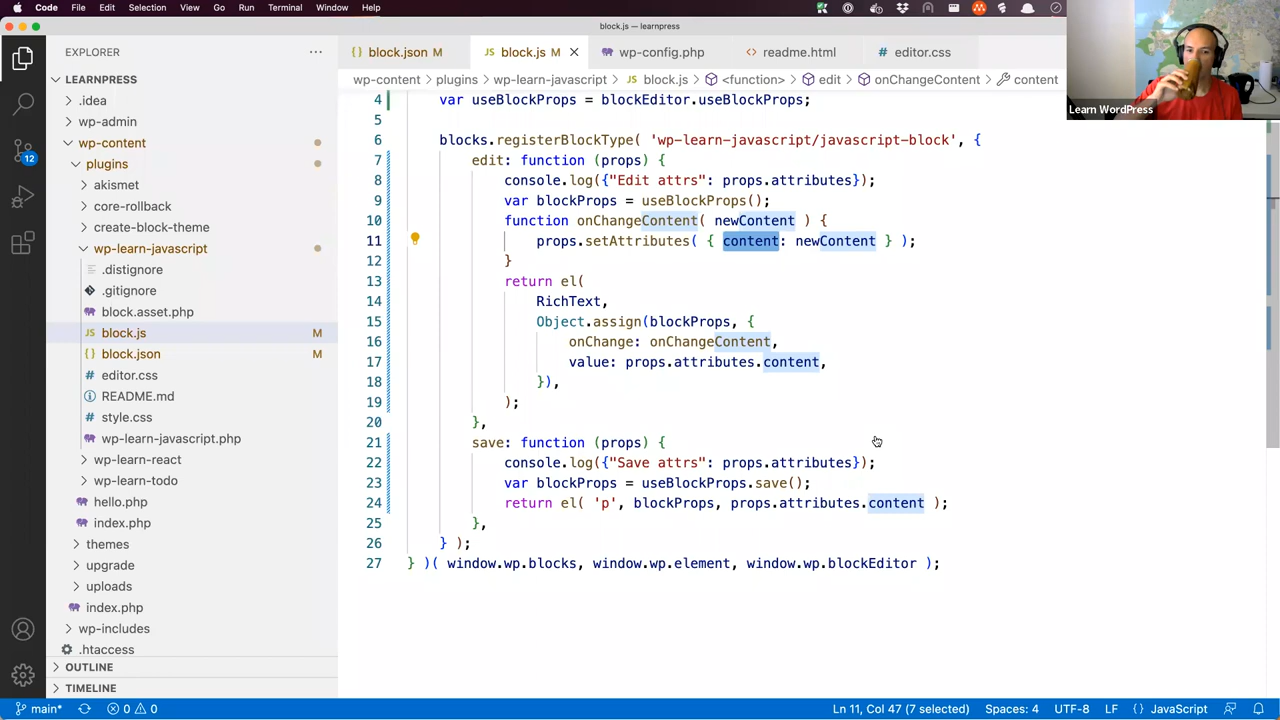 Code File Edit Selection View Go Run Terminal Window Help
block.js — learnpress
EXPLORER
block.json M
block.js M
wp-config.php
readme.html
editor.css
wp-content
plugins
wp-learn-javascript
block.js
<function>
edit
onChangeContent
content
Learn WordPress
LEARNPRESS
.idea
wp-admin
wp-content
plugins
akismet
core-rollback
create-block-theme
wp-learn-javascript
.distignore
.gitignore
block.asset.php
block.js M
block.json M
editor.css
README.md
style.css
wp-learn-javascript.php
wp-learn-react
wp-learn-todo
hello.php
index.php
themes
upgrade
uploads
index.php
wp-includes
.htaccess
OUTLINE
TIMELINE
12
4 var useBlockProps = blockEditor.useBlockProps;
5
6 blocks.registerBlockType( 'wp-learn-javascript/javascript-block', {
7 edit: function (props) {
8 console.log({"Edit attrs": props.attributes});
9 var blockProps = useBlockProps();
10 function onChangeContent( newContent ) {
11 props.setAttributes( { content: newContent } );
12 }
13 return el(
14 RichText,
15 Object.assign(blockProps, {
16 onChange: onChangeContent,
17 value: props.attributes.content,
18 }),
19 );
20 },
21 save: function (props) {
22 console.log({"Save attrs": props.attributes});
23 var blockProps = useBlockProps.save();
24 return el( 'p', blockProps, props.attributes.content );
25 },
26 } );
27 } )( window.wp.blocks, window.wp.element, window.wp.blockEditor );
main* 0 0 Ln 11, Col 47 (7 selected) Spaces: 4 UTF-8 LF {} JavaScript